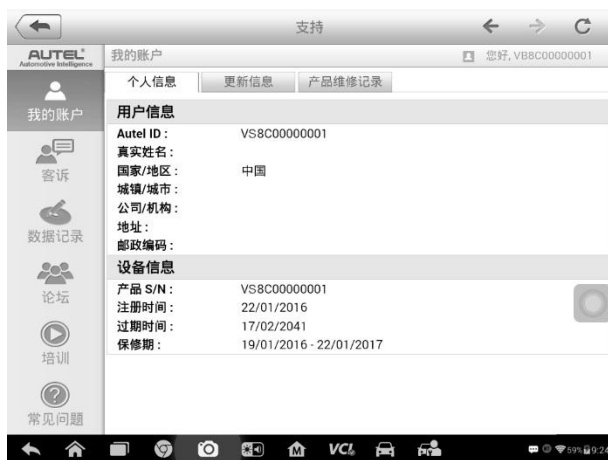 支持
AUTEL
Automotive Intelligence
我的账户
您好, VB8C00000001
个人信息
更新信息
产品维修记录
我的账户
客诉
数据记录
论坛
培训
常见问题
用户信息
Autel ID : VS8C00000001
真实姓名 :
国家/地区 : 中国
城镇/城市 :
公司/机构 :
地址 :
邮政编码 :
设备信息
产品 S/N : VS8C00000001
注册时间 : 22/01/2016
过期时间 : 17/02/2041
保修期 : 19/01/2016 - 22/01/2017
VCI
59% 9:24